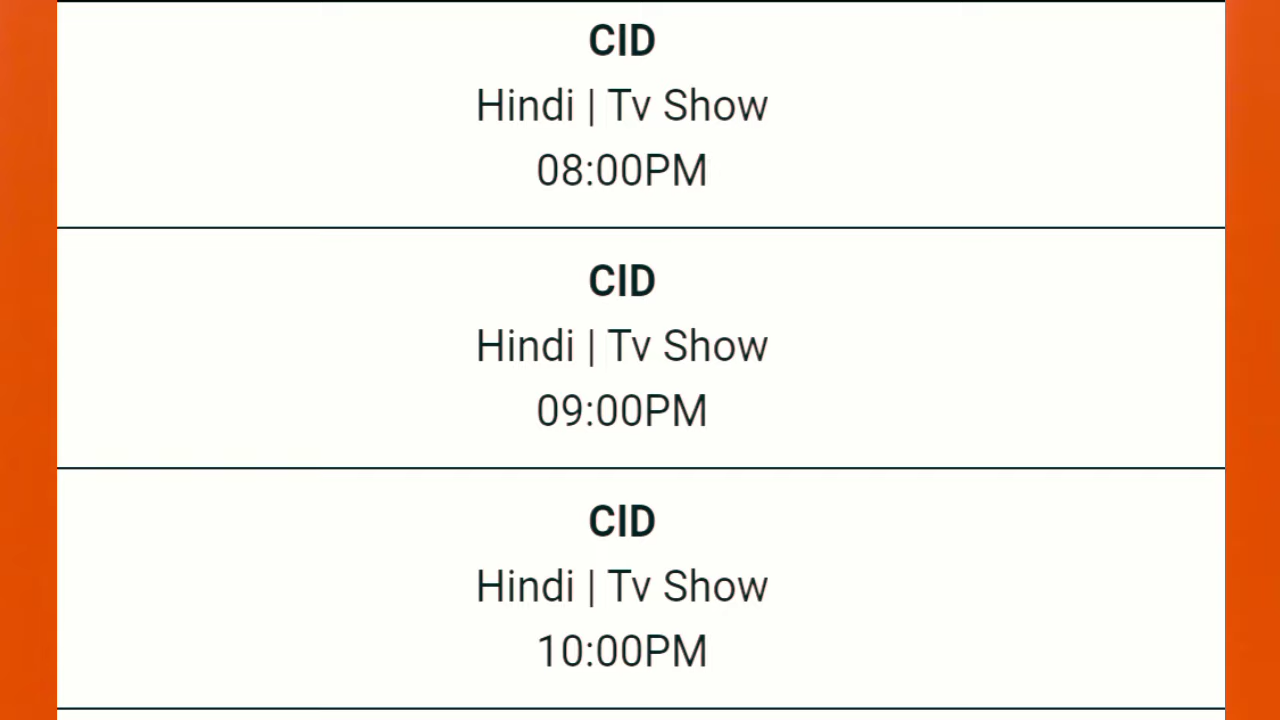 CID
Hindi | Tv Show
08:00PM
CID
Hindi | Tv Show
09:00PM
CID
Hindi | Tv Show
10:00PM